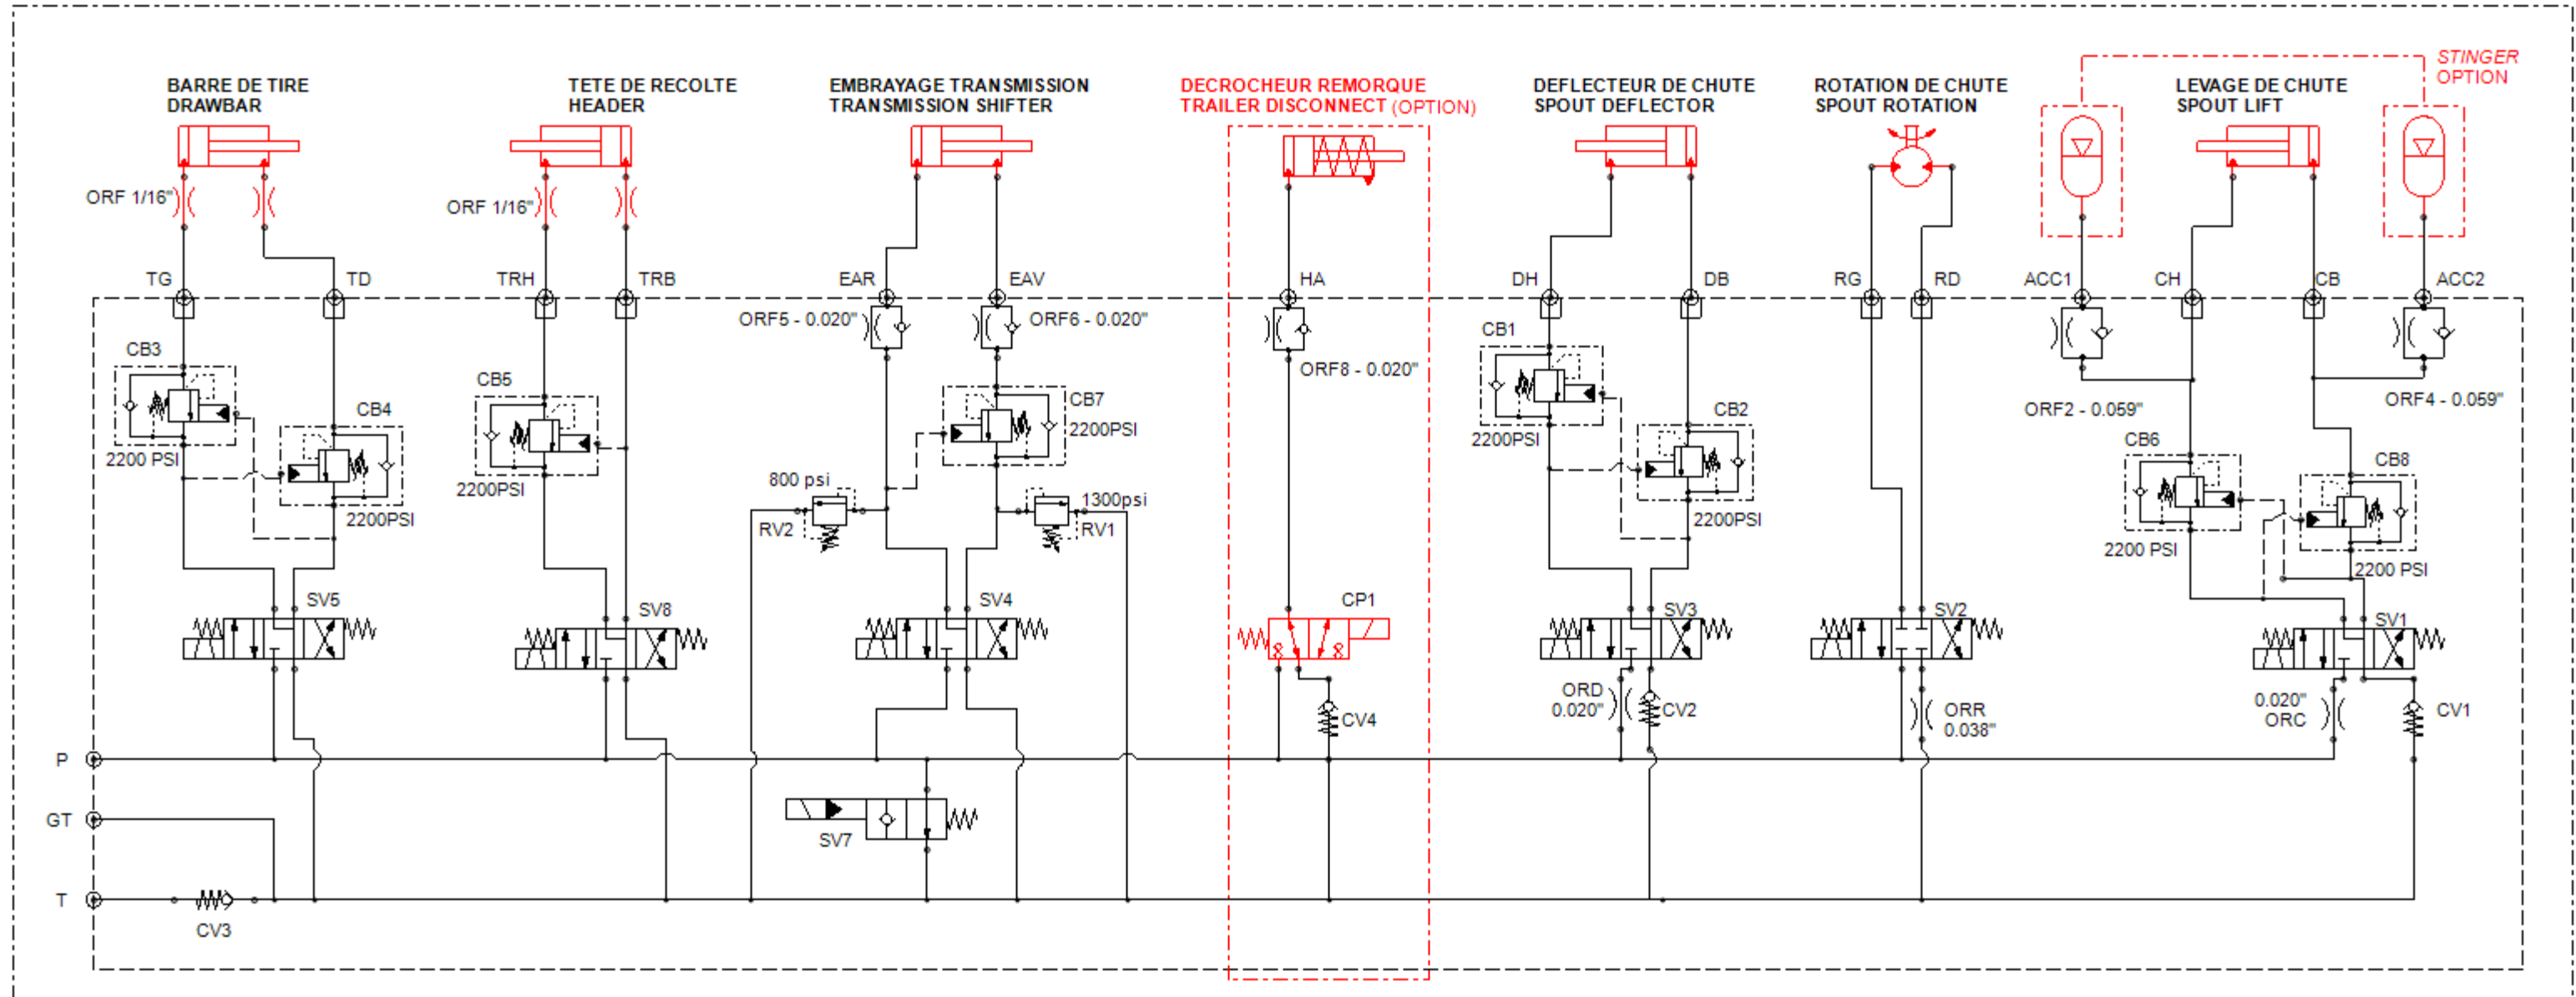 STINGER
OPTION
BARRE DE TIRE
DRAWBAR
TETE DE RECOLTE
HEADER
EMBRAYAGE TRANSMISSION
TRANSMISSION SHIFTER
DECROCHEUR REMORQUE
TRAILER DISCONNECT (OPTION)
DEFLECTEUR DE CHUTE
SPOUT DEFLECTOR
ROTATION DE CHUTE
SPOUT ROTATION
LEVAGE DE CHUTE
SPOUT LIFT
ORF 1/16"
ORF 1/16"
TG
TD
TRH
TRB
EAR
EAV
HA
DH
DB
RG
RD
ACC1
CH
CB
ACC2
ORF5 - 0.020"
ORF6 - 0.020"
CB1
CB3
ORF8 - 0.020"
CB5
CB7
ORF2 - 0.059"
ORF4 - 0.059"
CB4
CB2
2200PSI
2200PSI
CB6
2200 PSI
CB8
800 psi
2200PSI
1300psi
2200PSI
2200PSI
RV2
RV1
2200 PSI
2200 PSI
SV5
SV8
SV4
CP1
SV3
SV2
SV1
ORD
0.020"
CV2
ORR
0.038"
0.020"
ORC
CV1
CV4
P
GT
SV7
T
CV3